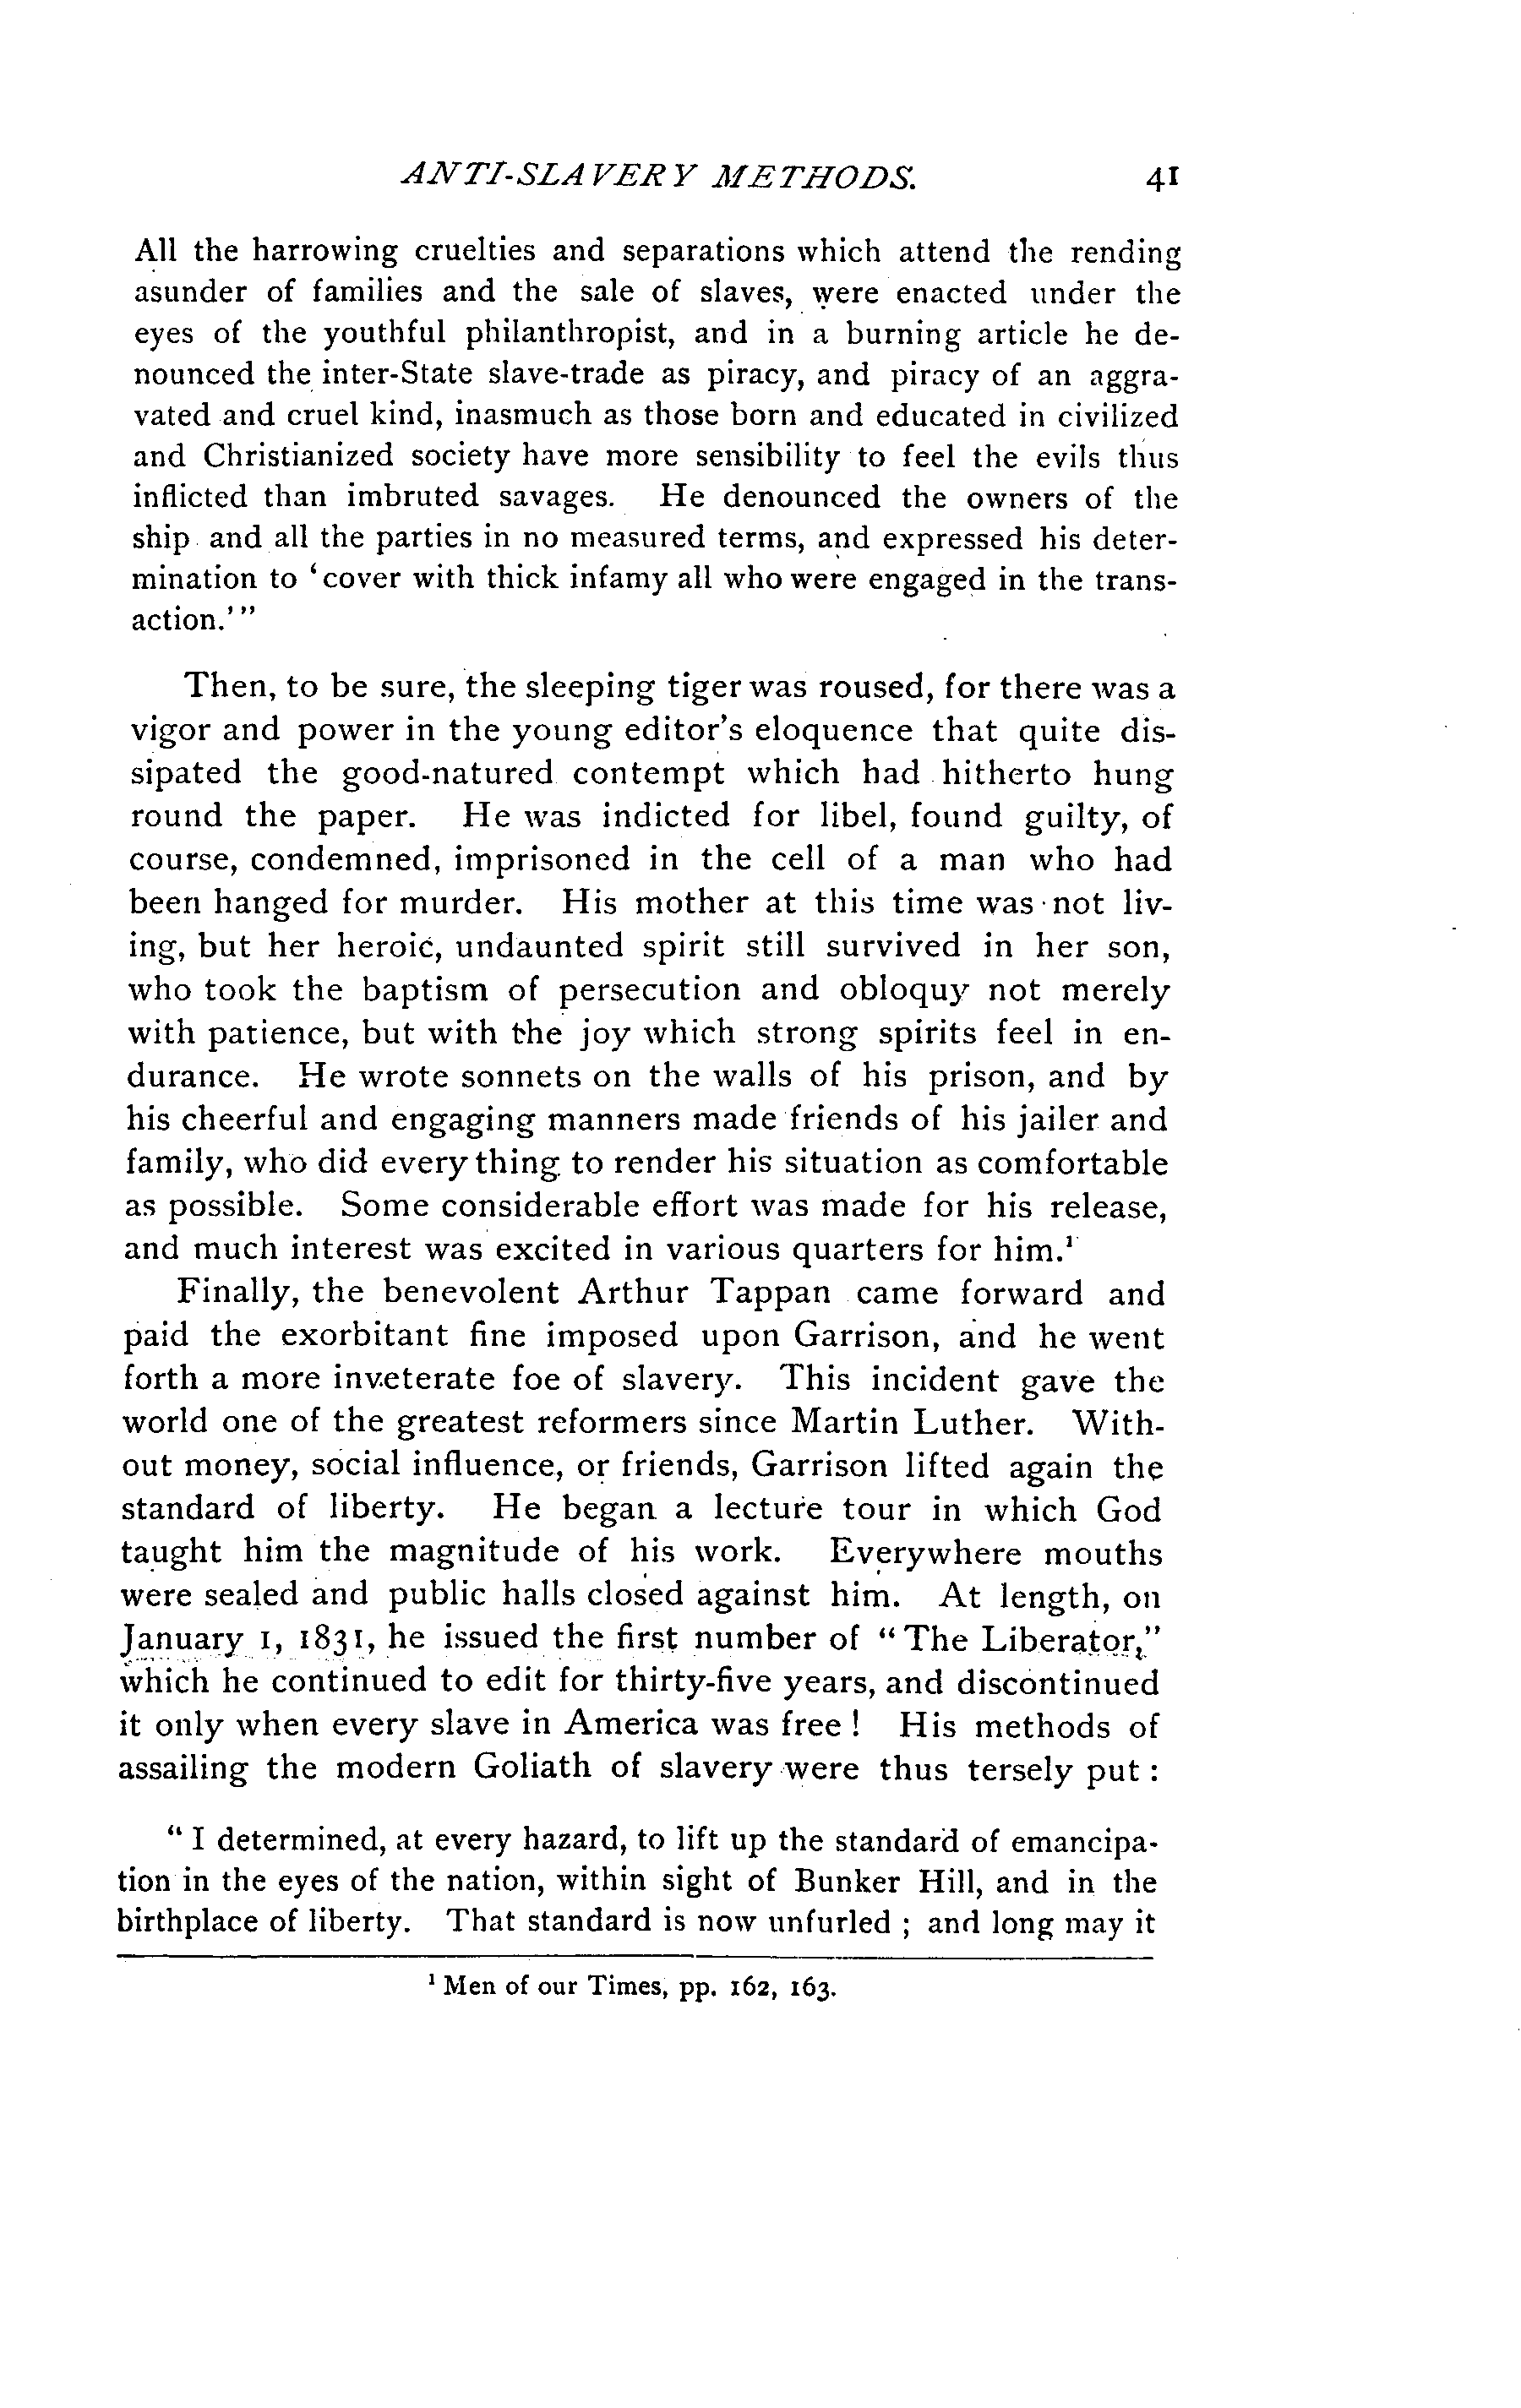 ANTI-SLAVERY METHODS. 41
All the harrowing cruelties and separations which attend the rending
asunder of families and the sale of slaves, were enacted under the
eyes of the youthful philanthropist, and in a burning article he de-
nounced the inter-State slave-trade as piracy, and piracy of an aggra-
vated and cruel kind, inasmuch as those born and educated in civilized
and Christianized society have more sensibility to feel the evils thus
inflicted than imbruted savages. He denounced the owners of the
ship and all the parties in no measured terms, and expressed his deter-
mination to ‘cover with thick infamy all who were engaged in the trans-
action.’”
Then, to be sure, the sleeping tiger was roused, for there was a
vigor and power in the young editor’s eloquence that quite dis-
sipated the good-natured contempt which had hitherto hung
round the paper. He was indicted for libel, found guilty, of
course, condemned, imprisoned in the cell of a man who had
been hanged for murder. His mother at this time was not liv-
ing, but her heroic, undaunted spirit still survived in her son,
who took the baptism of persecution and obloquy not merely
with patience, but with the joy which strong spirits feel in en-
durance. He wrote sonnets on the walls of his prison, and by
his cheerful and engaging manners made friends of his jailer and
family, who did every thing to render his situation as comfortable
as possible. Some considerable effort was made for his release,
and much interest was excited in various quarters for him.¹
Finally, the benevolent Arthur Tappan came forward and
paid the exorbitant fine imposed upon Garrison, and he went
forth a more inveterate foe of slavery. This incident gave the
world one of the greatest reformers since Martin Luther. With-
out money, social influence, or friends, Garrison lifted again the
standard of liberty. He began a lecture tour in which God
taught him the magnitude of his work. Everywhere mouths
were sealed and public halls closed against him. At length, on
January 1, 1831, he issued the first number of “The Liberator,”
which he continued to edit for thirty-five years, and discontinued
it only when every slave in America was free! His methods of
assailing the modern Goliath of slavery were thus tersely put:
“I determined, at every hazard, to lift up the standard of emancipa-
tion in the eyes of the nation, within sight of Bunker Hill, and in the
birthplace of liberty. That standard is now unfurled; and long may it
¹ Men of our Times, pp. 162, 163.